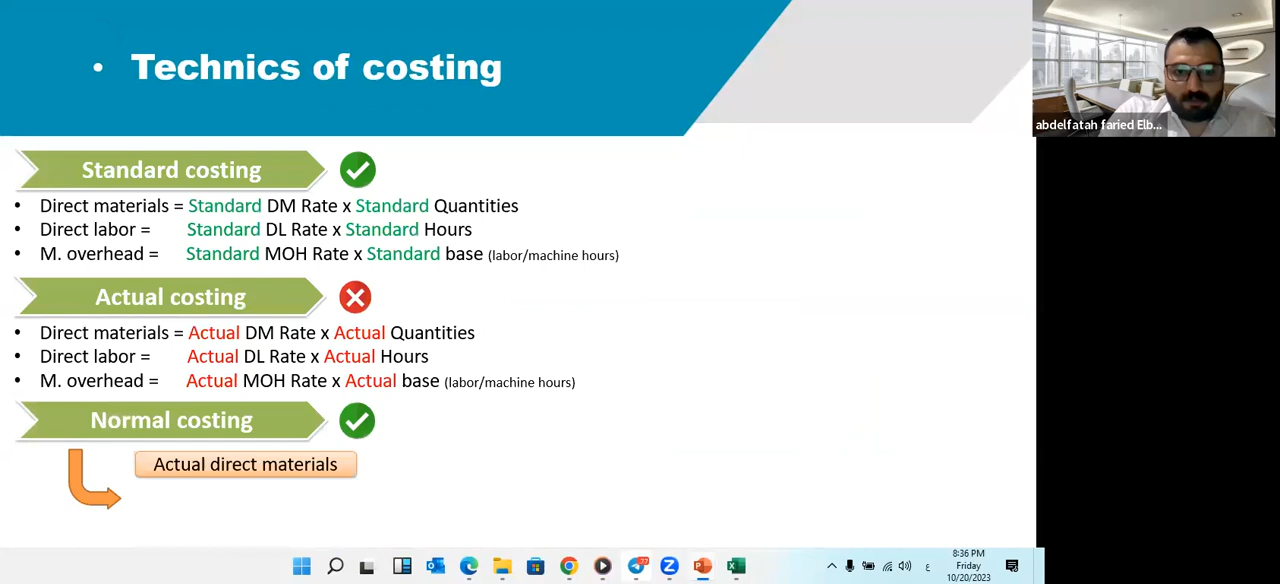 • Technics of costing
abdelfatah faried Elb...
Standard costing
• Direct materials = Standard DM Rate x Standard Quantities
• Direct labor = Standard DL Rate x Standard Hours
• M. overhead = Standard MOH Rate x Standard base (labor/machine hours)
Actual costing
• Direct materials = Actual DM Rate x Actual Quantities
• Direct labor = Actual DL Rate x Actual Hours
• M. overhead = Actual MOH Rate x Actual base (labor/machine hours)
Normal costing
Actual direct materials
ع
8:36 PM
Friday
10/20/2023